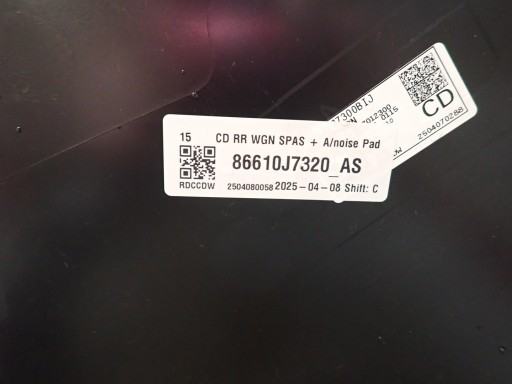 15 CD RR WGN SPAS + A/noise Pad
86610J7320_AS
RDCCDW 2504080058 2025-04-08 Shift: C
CD
2504070288